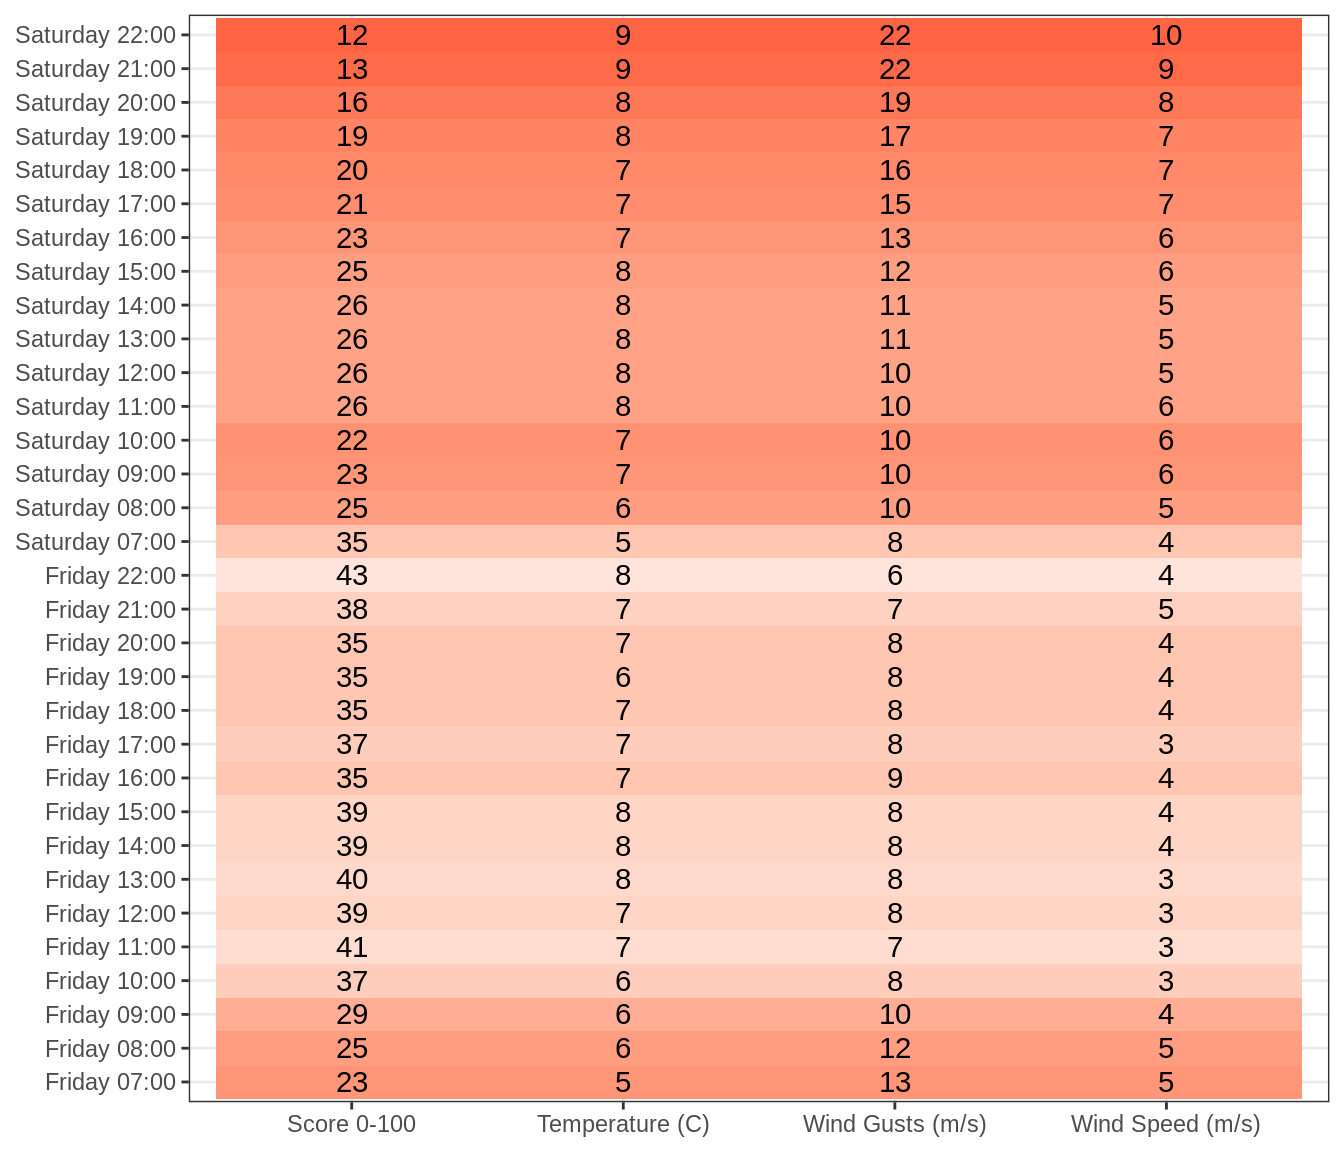 Saturday 22:00 12 9 22 10
Saturday 21:00 13 9 22 9
Saturday 20:00 16 8 19 8
Saturday 19:00 19 8 17 7
Saturday 18:00 20 7 16 7
Saturday 17:00 21 7 15 7
Saturday 16:00 23 7 13 6
Saturday 15:00 25 8 12 6
Saturday 14:00 26 8 11 5
Saturday 13:00 26 8 11 5
Saturday 12:00 26 8 10 5
Saturday 11:00 26 8 10 6
Saturday 10:00 22 7 10 6
Saturday 09:00 23 7 10 6
Saturday 08:00 25 6 10 5
Saturday 07:00 35 5 8 4
Friday 22:00 43 8 6 4
Friday 21:00 38 7 7 5
Friday 20:00 35 7 8 4
Friday 19:00 35 6 8 4
Friday 18:00 35 7 8 4
Friday 17:00 37 7 8 3
Friday 16:00 35 7 9 4
Friday 15:00 39 8 8 4
Friday 14:00 39 8 8 4
Friday 13:00 40 8 8 3
Friday 12:00 39 7 8 3
Friday 11:00 41 7 7 3
Friday 10:00 37 6 8 3
Friday 09:00 29 6 10 4
Friday 08:00 25 6 12 5
Friday 07:00 23 5 13 5
Score 0-100 Temperature (C) Wind Gusts (m/s) Wind Speed (m/s)